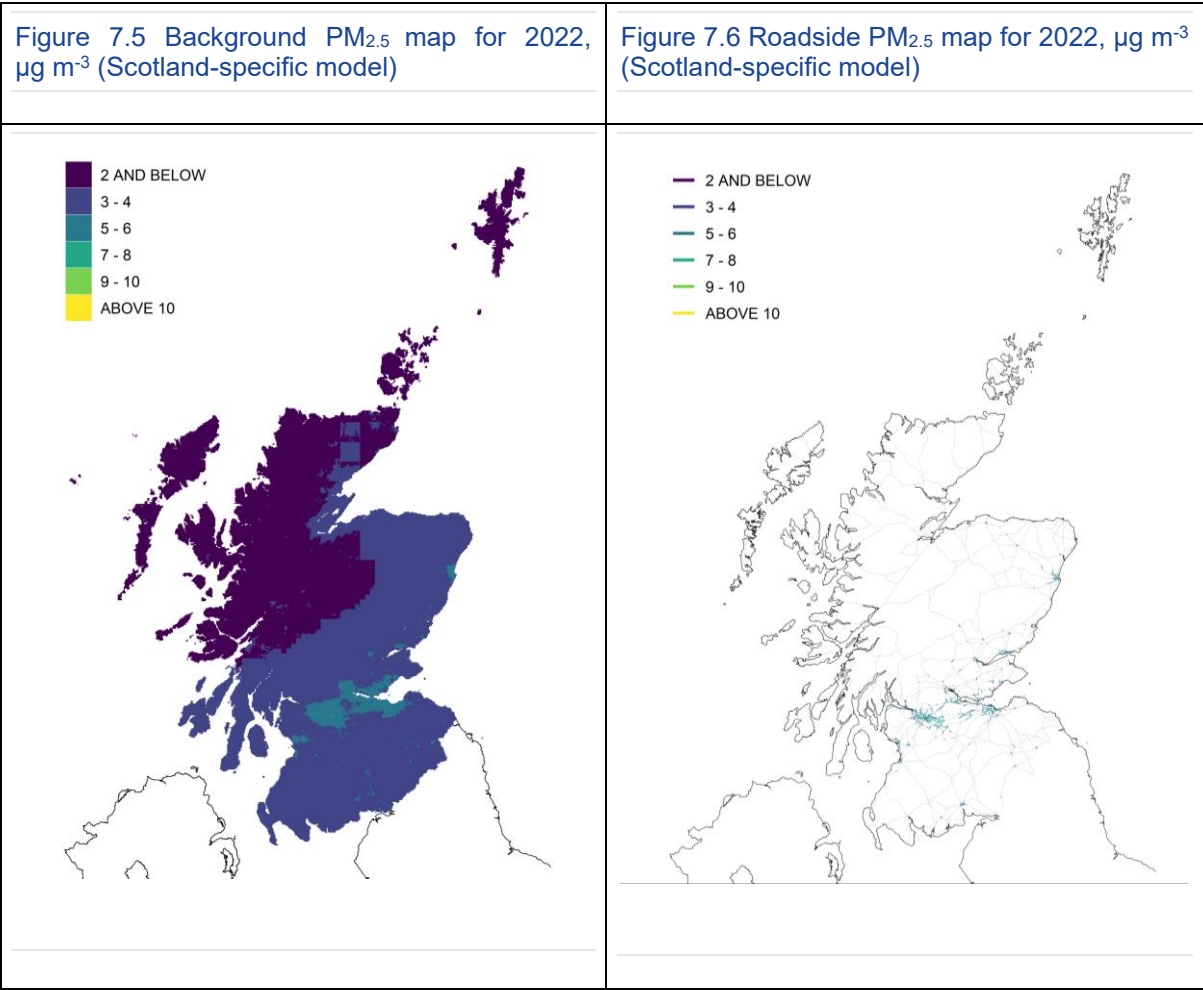 Figure 7.5 Background PM2.5 map for 2022,
µg m-3 (Scotland-specific model)
Figure 7.6 Roadside PM2.5 map for 2022, µg m-3
(Scotland-specific model)
2 AND BELOW
3 - 4
5 - 6
7 - 8
9 - 10
ABOVE 10
2 AND BELOW
3 - 4
5 - 6
7 - 8
9 - 10
ABOVE 10